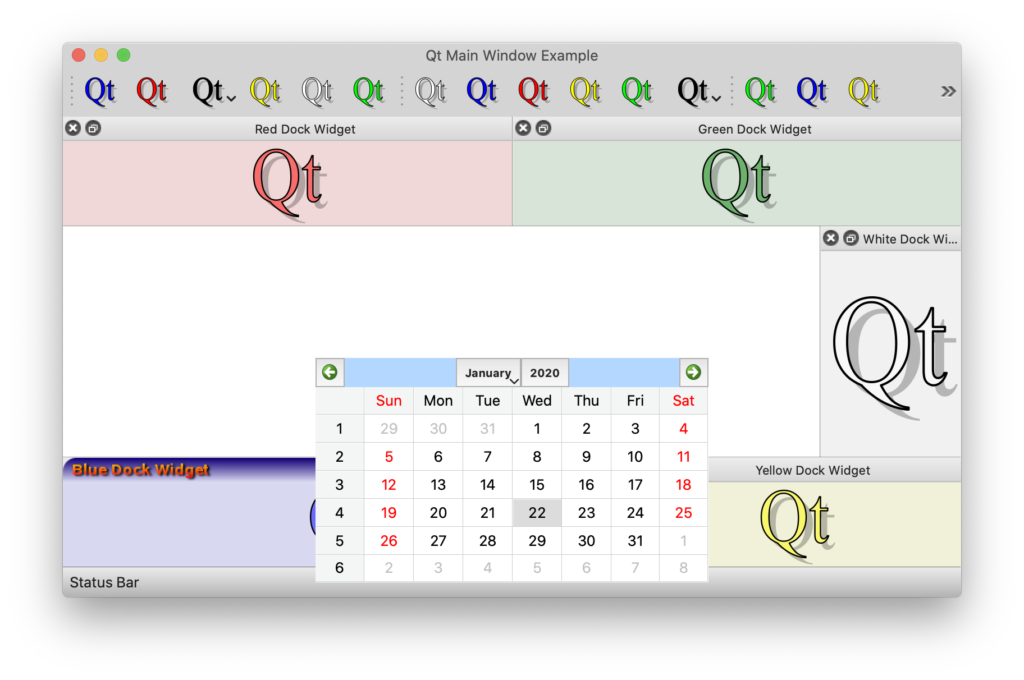 Qt Main Window Example
Qt Qt Qt Qt Qt Qt Qt Qt Qt Qt Qt Qt Qt Qt Qt »
Red Dock Widget Green Dock Widget
Qt Qt
White Dock Wi...
Qt
January 2020
Sun Mon Tue Wed Thu Fri Sat
1 29 30 31 1 2 3 4
2 5 6 7 8 9 10 11
3 12 13 14 15 16 17 18
4 19 20 21 22 23 24 25
5 26 27 28 29 30 31 1
6 2 3 4 5 6 7 8
Blue Dock Widget Yellow Dock Widget
Qt
Status Bar